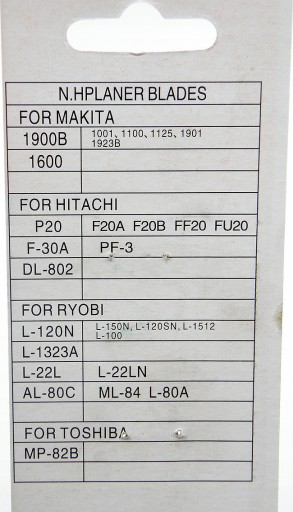 N.HPLANER BLADES
FOR MAKITA
1900B 1001、1100、1125、1901
1923B
1600
FOR HITACHI
P20 F20A F20B FF20 FU20
F-30A PF-3
DL-802
FOR RYOBI
L-120N L-150N, L-120SN, L-1512
L-100
L-1323A
L-22L L-22LN
AL-80C ML-84 L-80A
FOR TOSHIBA
MP-82B